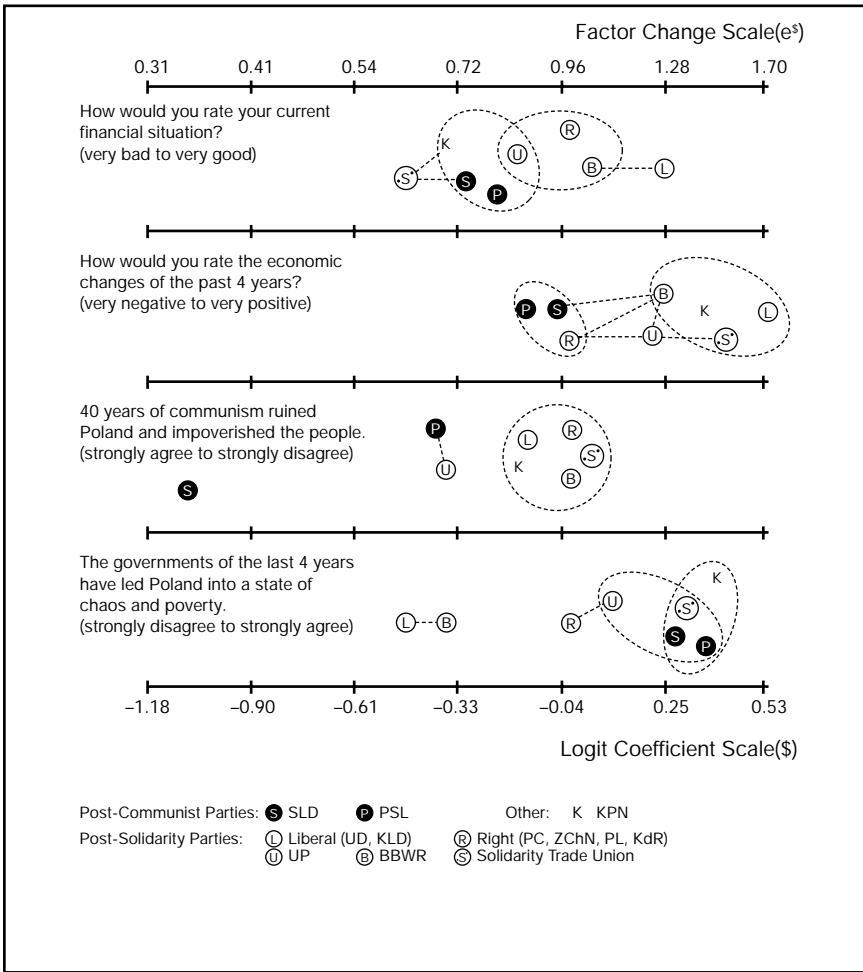 Factor Change Scale(e$)
0.31 0.41 0.54 0.72 0.96 1.28 1.70
How would you rate your current
financial situation?
(very bad to very good)
K R U B L S S P
How would you rate the economic
changes of the past 4 years?
(very negative to very positive)
B P S K L R U S
40 years of communism ruined
Poland and impoverished the people.
(strongly agree to strongly disagree)
P L R U K S B S
The governments of the last 4 years
have led Poland into a state of
chaos and poverty.
(strongly disagree to strongly agree)
K U S L B R S P
–1.18 –0.90 –0.61 –0.33 –0.04 0.25 0.53
Logit Coefficient Scale($)
Post-Communist Parties: S SLD P PSL Other: K KPN
Post-Solidarity Parties: L Liberal (UD, KLD) R Right (PC, ZChN, PL, KdR)
U UP B BBWR S Solidarity Trade Union